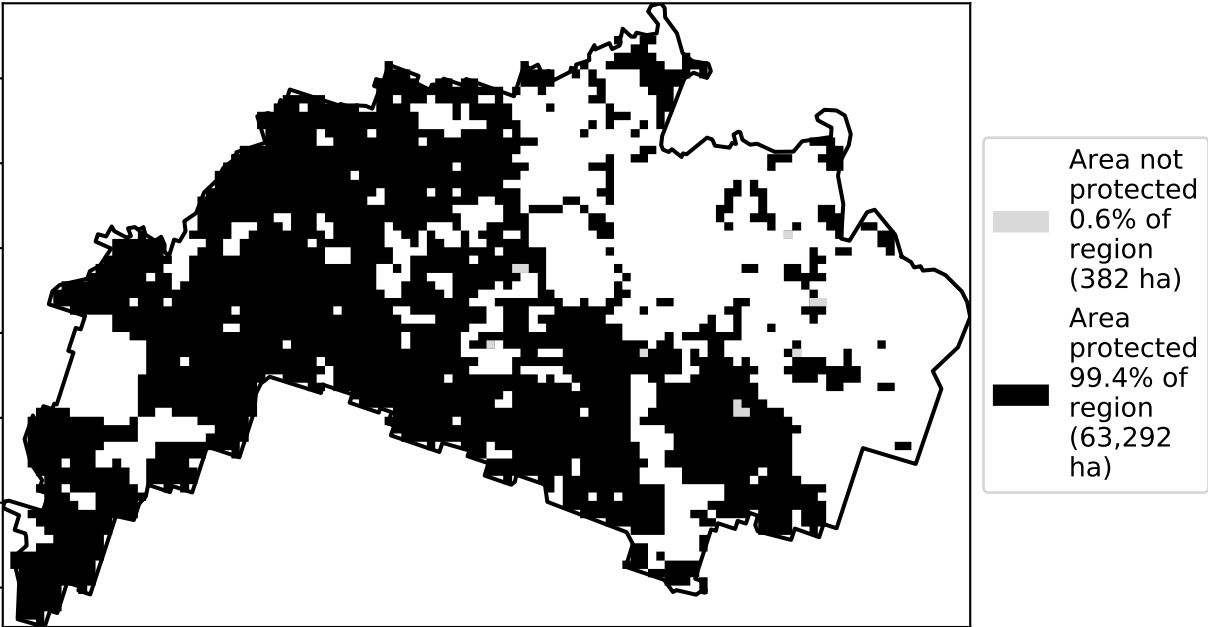 Area not
protected
0.6% of
region
(382 ha)
Area
protected
99.4% of
region
(63,292
ha)